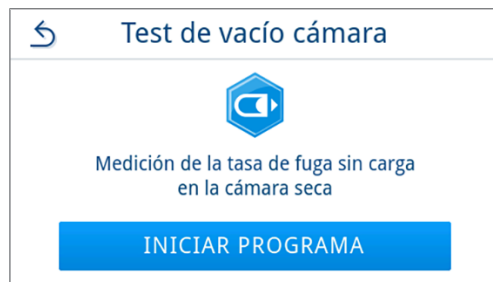 Test de vacío cámara
Medición de la tasa de fuga sin carga
en la cámara seca
INICIAR PROGRAMA